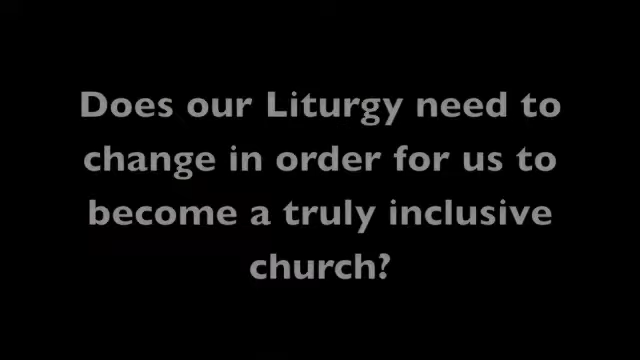 Does our Liturgy need to
change in order for us to
become a truly inclusive
church?